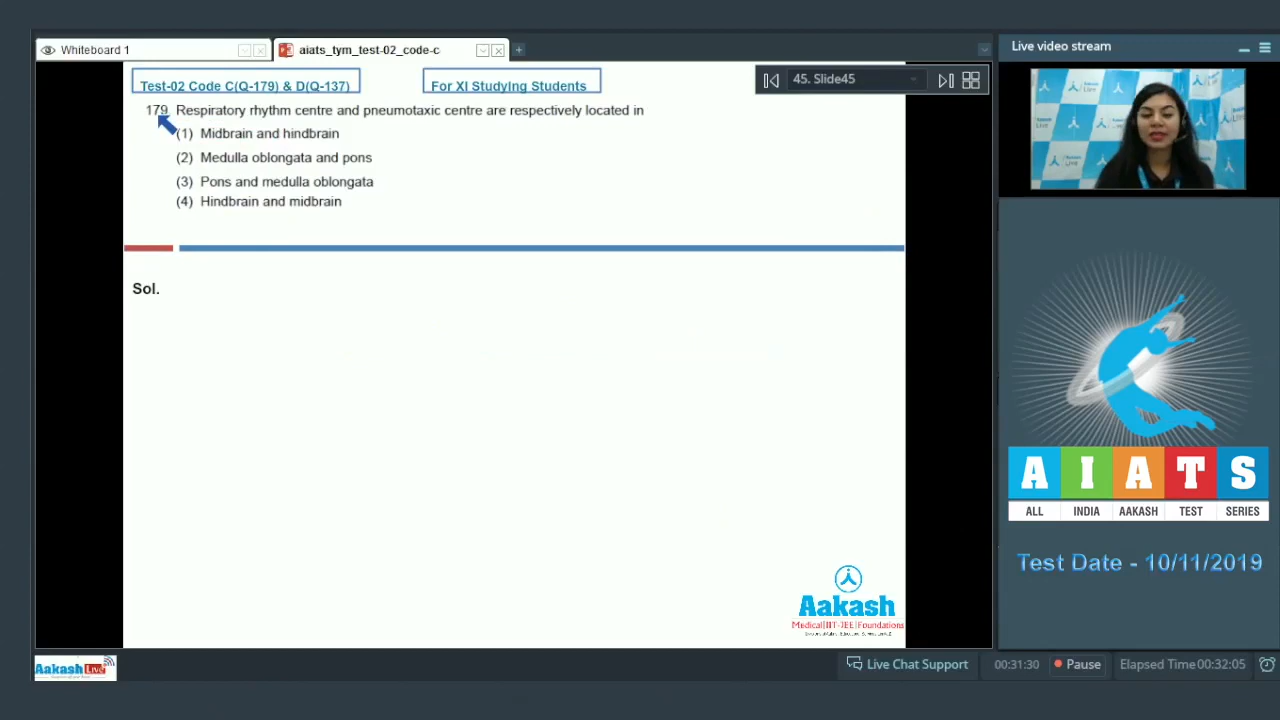 Whiteboard 1
aiats_tym_test-02_code-c
Live video stream
Test-02 Code C(Q-179) & D(Q-137)
For XI Studying Students
45. Slide45
179. Respiratory rhythm centre and pneumotaxic centre are respectively located in
(1) Midbrain and hindbrain
(2) Medulla oblongata and pons
(3) Pons and medulla oblongata
(4) Hindbrain and midbrain
Sol.
A I A T S
ALL INDIA AAKASH TEST SERIES
Test Date - 10/11/2019
Aakash
Medical|IIT-JEE|Foundations
Aakash Live
Live Chat Support
00:31:30
Pause
Elapsed Time 00:32:05